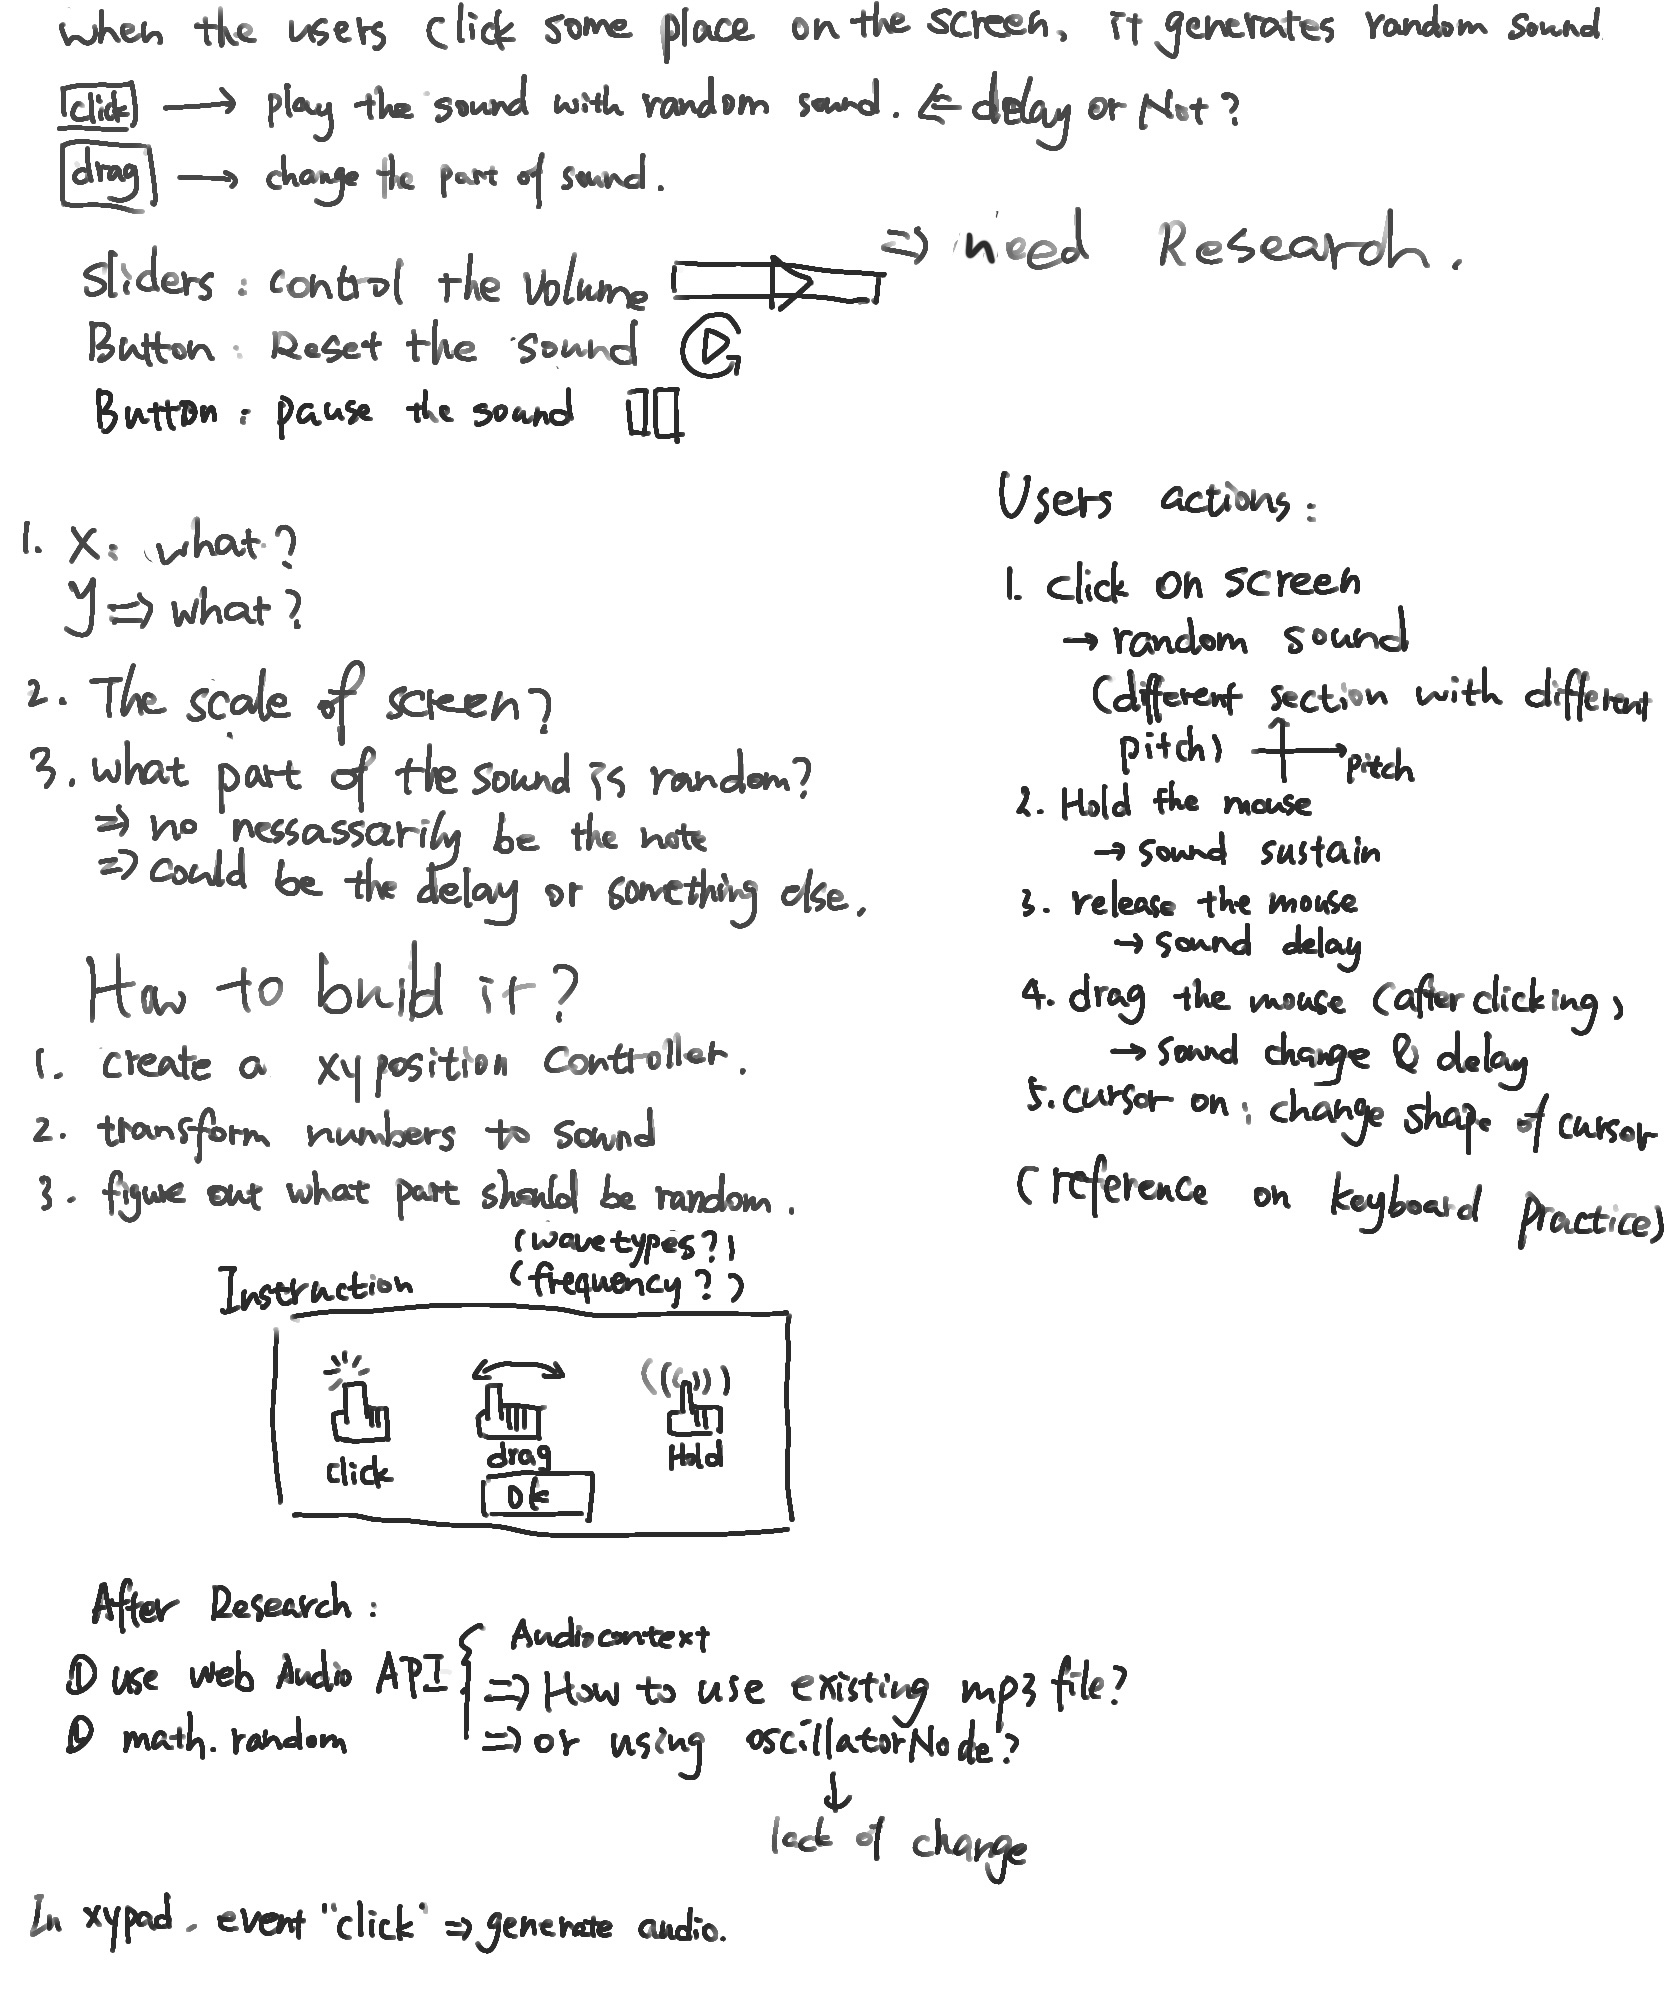 when the users click some place on the screen, it generates random sound
click → play the sound with random sound. ⇐ delay or Not?
drag → change the part of sound.
⇒ need Research.
Sliders: control the Volume
Button: Reset the sound
Button: pause the sound
1. X: what?
Y ⇒ what?
2. The scale of screen?
3. what part of the sound is random?
⇒ no nessassarily be the note
⇒ could be the delay or something else.
How to build it?
1. create a xy position controller.
2. transform numbers to sound
3. figure out what part should be random.
(wave types?)
(frequency?)
Users actions:
1. click on screen
→ random sound
(different section with different
pitch) pitch
2. Hold the mouse
→ sound sustain
3. release the mouse
→ sound delay
4. drag the mouse (after clicking)
→ sound change & delay
5. cursor on: change shape of cursor
(reference on keyboard practice)
Instruction
click drag Hold
Ok
After Research:
① use web Audio API
① math.random
Audiocontext
⇒ How to use existing mp3 file?
⇒ or using oscillatorNode?
↓
lack of change
In xypad. event "click" ⇒ generate audio.